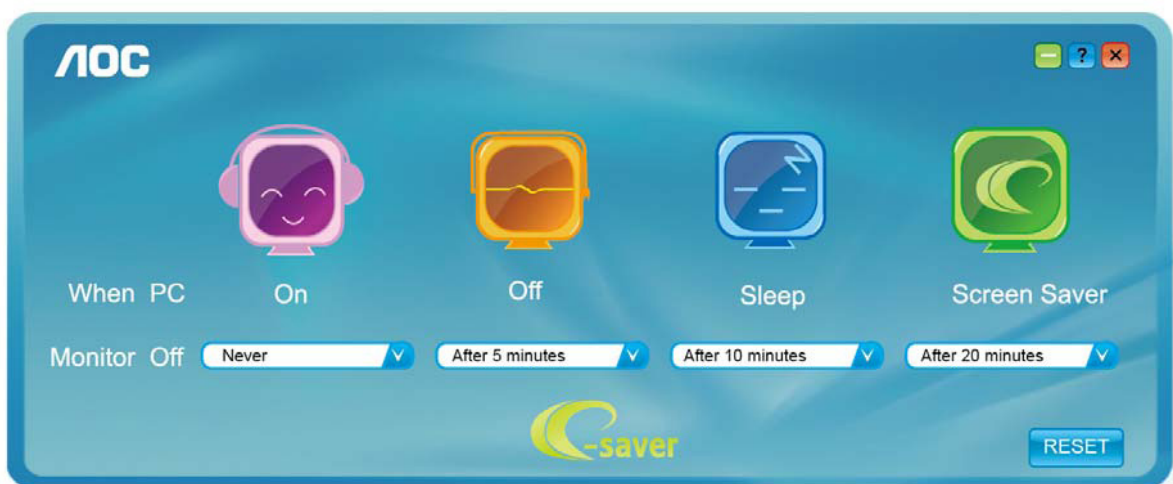 AOC
?
When PC On Off Sleep Screen Saver
Monitor Off Never After 5 minutes After 10 minutes After 20 minutes
e-saver
RESET